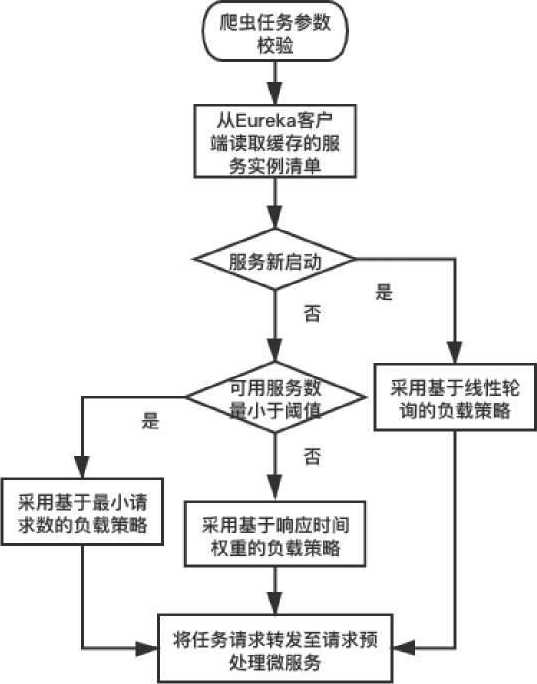 爬虫任务参数
校验
从Eureka客户
端读取缓存的服
务实例清单
服务新启动
是
否
可用服务数
量小于阈值
采用基于线性轮
询的负载策略
是
否
采用基于最小请
求数的负载策略
采用基于响应时间
权重的负载策略
将任务请求转发至请求预
处理微服务